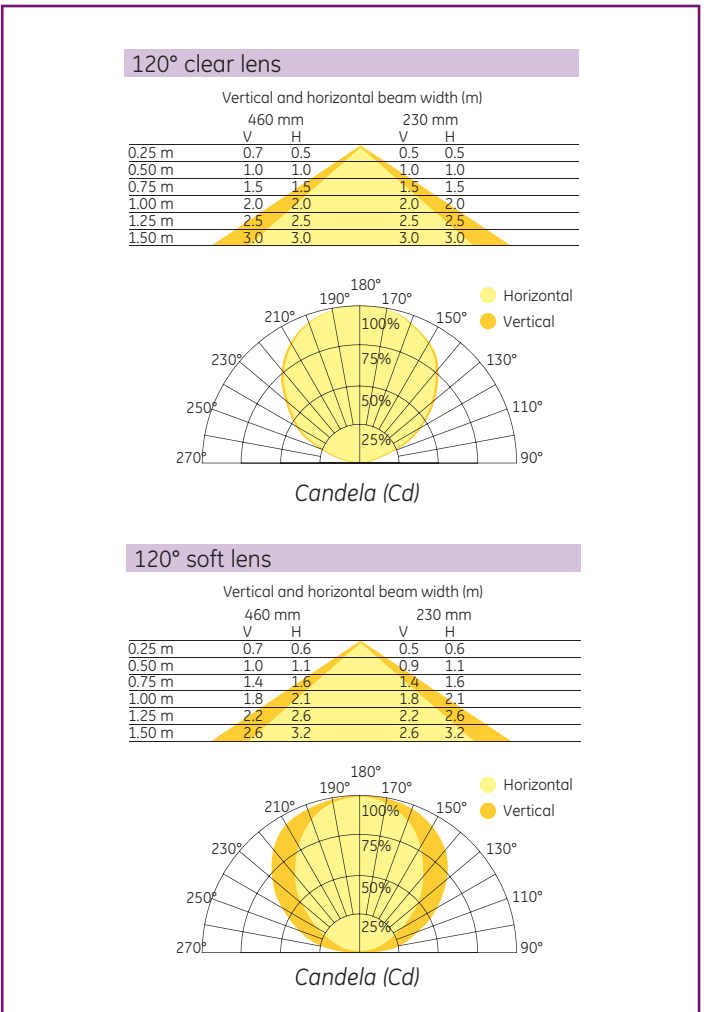 120° clear lens
Vertical and horizontal beam width (m)
460 mm 230 mm
V H V H
0.25 m 0.7 0.5 0.5 0.5
0.50 m 1.0 1.0 1.0 1.0
0.75 m 1.5 1.5 1.5 1.5
1.00 m 2.0 2.0 2.0 2.0
1.25 m 2.5 2.5 2.5 2.5
1.50 m 3.0 3.0 3.0 3.0
180°
190° 170°
Horizontal
210° 150°
100%
Vertical
230° 75% 130°
250° 50% 110°
25%
270° 90°
Candela (Cd)
120° soft lens
Vertical and horizontal beam width (m)
460 mm 230 mm
V H V H
0.25 m 0.7 0.6 0.5 0.6
0.50 m 1.0 1.1 0.9 1.1
0.75 m 1.4 1.6 1.4 1.6
1.00 m 1.8 2.1 1.8 2.1
1.25 m 2.2 2.6 2.2 2.6
1.50 m 2.6 3.2 2.6 3.2
180°
190° 170°
Horizontal
210° 150°
100%
Vertical
230° 75% 130°
250° 50% 110°
25%
270° 90°
Candela (Cd)